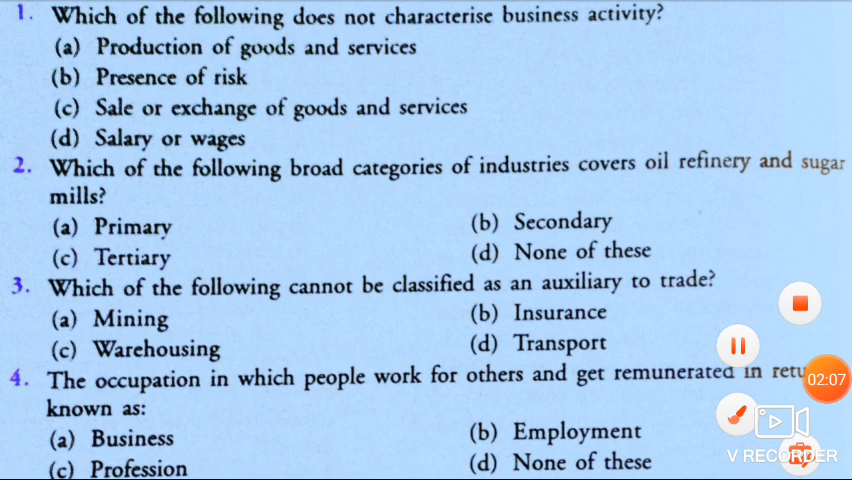 1. Which of the following does not characterise business activity?
(a) Production of goods and services
(b) Presence of risk
(c) Sale or exchange of goods and services
(d) Salary or wages
2. Which of the following broad categories of industries covers oil refinery and sugar
mills?
(a) Primary (b) Secondary
(c) Tertiary (d) None of these
3. Which of the following cannot be classified as an auxiliary to trade?
(a) Mining (b) Insurance
(c) Warehousing (d) Transport
4. The occupation in which people work for others and get remunerated in
known as:
(a) Business (b) Employment
(c) Profession (d) None of these
02:07
V RECORDER